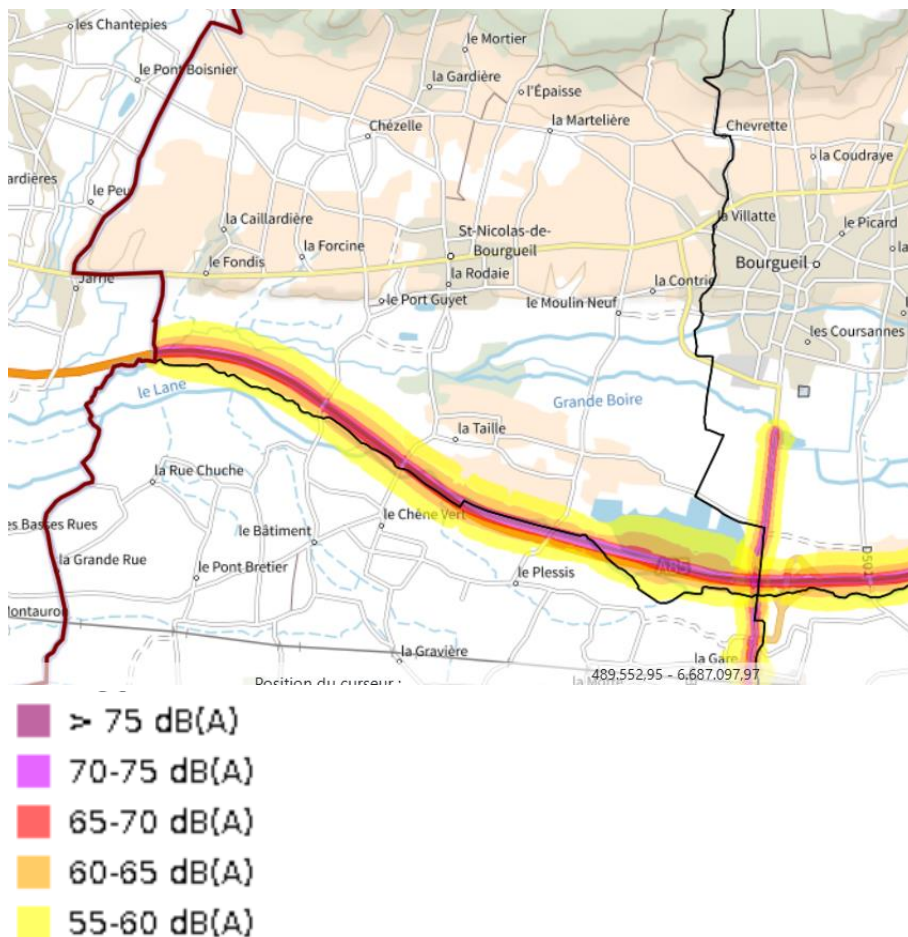 les Chantepies
le Mortier
le Pont Boisnier
la Gardière
l'Épaisse
Chézelle
la Martelière
Chevrette
la Coudraye
ardières
le Peu
la Caillardière
la Villatte
le Picard
St-Nicolas-de-
Bourgueil
la Forcine
le Fondis
Bourgueil
la Rodaie
Jarrie
la Contrie
le Port Guyet
le Moulin Neuf
les Coursannes
le Lane
Grande Boire
la Taille
la Rue Chuche
es Basses Rues
le Chêne Vert
le Bâtiment
la Grande Rue
D 501
A85
le Pont Bretier
le Plessis
Montaurou
la Gravière
la Gare
489.552,95 - 6.687.097,97
Position du curseur :
la Motte
> 75 dB(A)
70-75 dB(A)
65-70 dB(A)
60-65 dB(A)
55-60 dB(A)